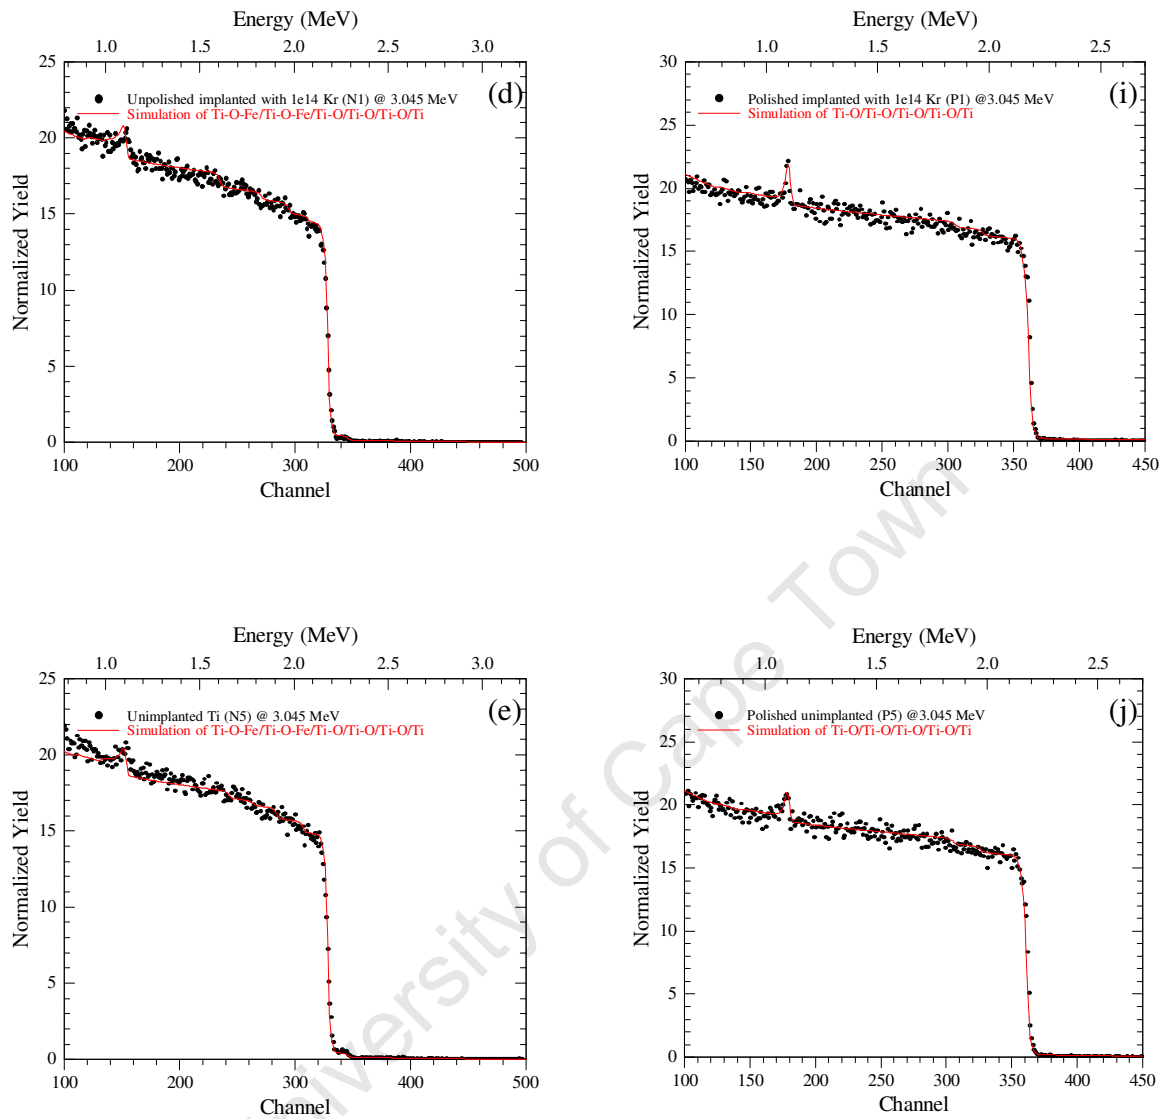 Energy (MeV)
1.0 1.5 2.0 2.5 3.0
25
20
15
10
5
0
Normalized Yield
Unpolished implanted with 1e14 Kr (N1) @ 3.045 MeV
Simulation of Ti-O-Fe/Ti-O-Fe/Ti-O/Ti-O/Ti-O/Ti
(d)
100 200 300 400 500
Channel
Energy (MeV)
1.0 1.5 2.0 2.5
30
25
20
15
10
5
0
Normalized Yield
Polished implanted with 1e14 Kr (P1) @3.045 MeV
Simulation of Ti-O/Ti-O/Ti-O/Ti-O/Ti
(i)
100 150 200 250 300 350 400 450
Channel
Energy (MeV)
1.0 1.5 2.0 2.5 3.0
25
20
15
10
5
0
Normalized Yield
Unimplanted Ti (N5) @ 3.045 MeV
Simulation of Ti-O-Fe/Ti-O-Fe/Ti-O/Ti-O/Ti-O/Ti
(e)
100 200 300 400 500
Channel
Energy (MeV)
1.0 1.5 2.0 2.5
30
25
20
15
10
5
0
Normalized Yield
Polished unimplanted (P5) @3.045 MeV
Simulation of Ti-O/Ti-O/Ti-O/Ti-O/Ti
(j)
100 150 200 250 300 350 400 450
Channel
University of Cape Town